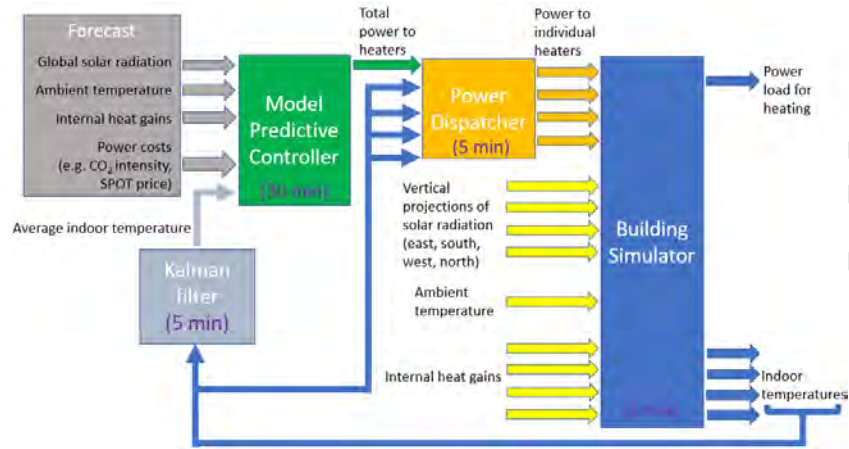 Forecast
Global solar radiation
Ambient temperature
Internal heat gains
Power costs
(e.g. CO₂ intensity,
SPOT price)
Average indoor temperature
Kalman
filter
(5 min)
Model
Predictive
Controller
(30 min)
Total
power to
heaters
Power
Dispatcher
(5 min)
Power to
individual
heaters
Vertical
projections of
solar radiation
(east, south,
west, north)
Ambient
temperature
Internal heat gains
Building
Simulator
Power
load for
heating
Indoor
temperatures